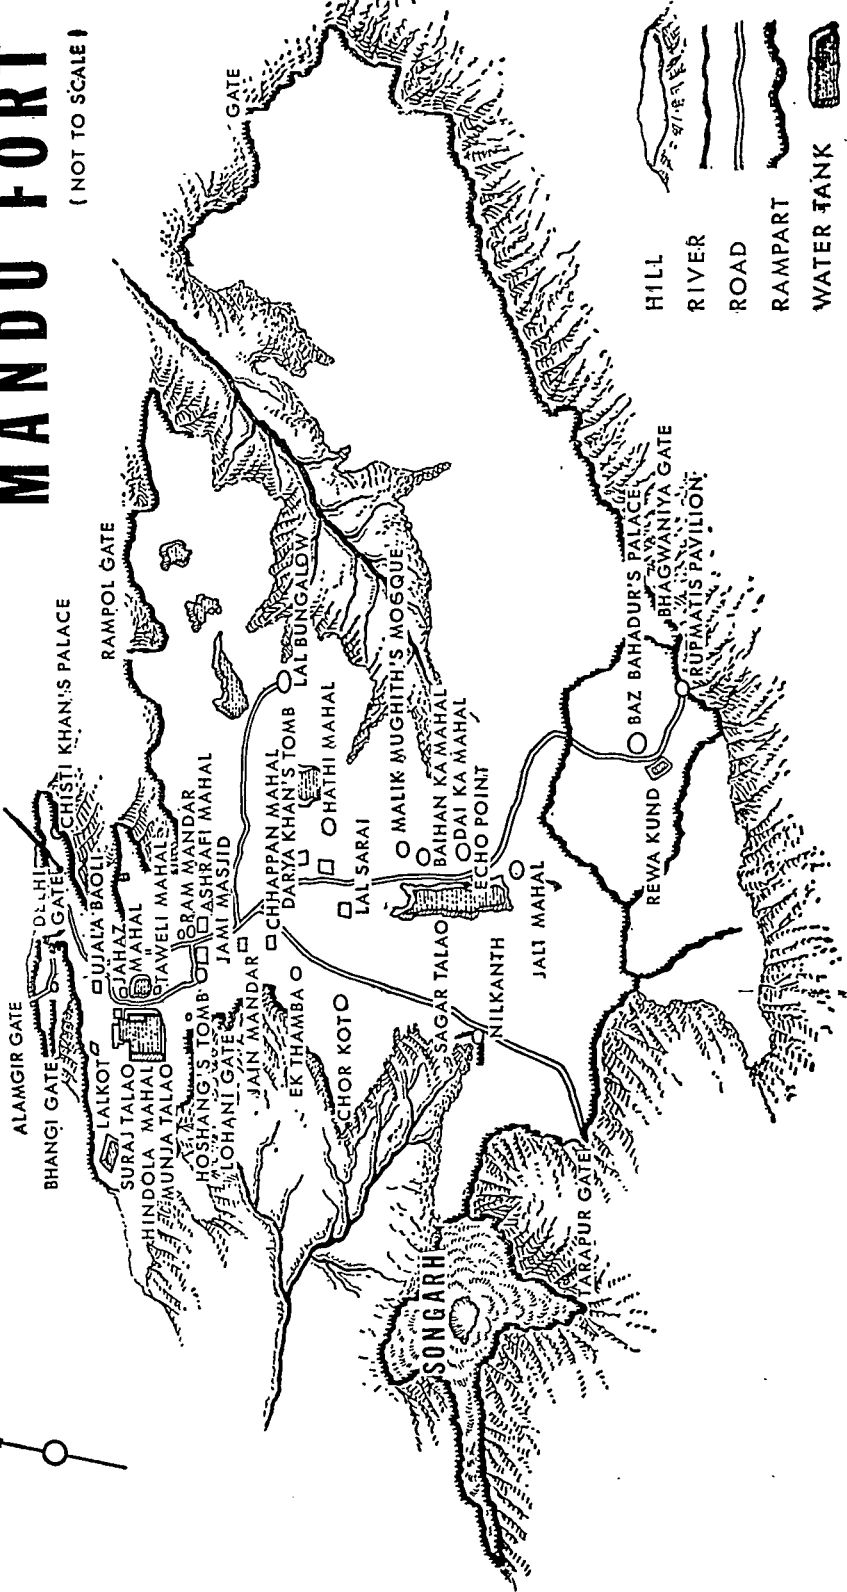 MANDU FORT
(NOT TO SCALE)
ALAMGIR GATE
DELHI
GATE
BHANGI GATE
CHISTI KHAN'S PALACE
RAMPOL GATE
GATE
LALKOT
UJALA BAOLI
SURAJ TALAO
JAHAZ
MAHAL
HINDOLA MAHAL
TAWELI MAHAL
MUNJA TALAO
RAM MANDAR
HOSHANG'S TOMB
ASHRAFI MAHAL
LOHANI GATE
JAMI MASJID
JAIN MANDAR
CHHAPPAN MAHAL
DARYA KHAN'S TOMB
LAL BUNGALOW
EK THAMBA
HATHI MAHAL
CHOR KOT
LAL SARAI
MALIK MUGHITH'S MOSQUE
SAGAR TALAO
BAIHAN KA MAHAL
DAI KA MAHAL
ECHO POINT
NILKANTH
JALI MAHAL
SONGARH
TARAPUR GATE
REWA KUND
BAZ BAHADUR'S PALACE
BHAGWANIYA GATE
RUPMATIS PAVILION
HILL
RIVER
ROAD
RAMPART
WATER TANK